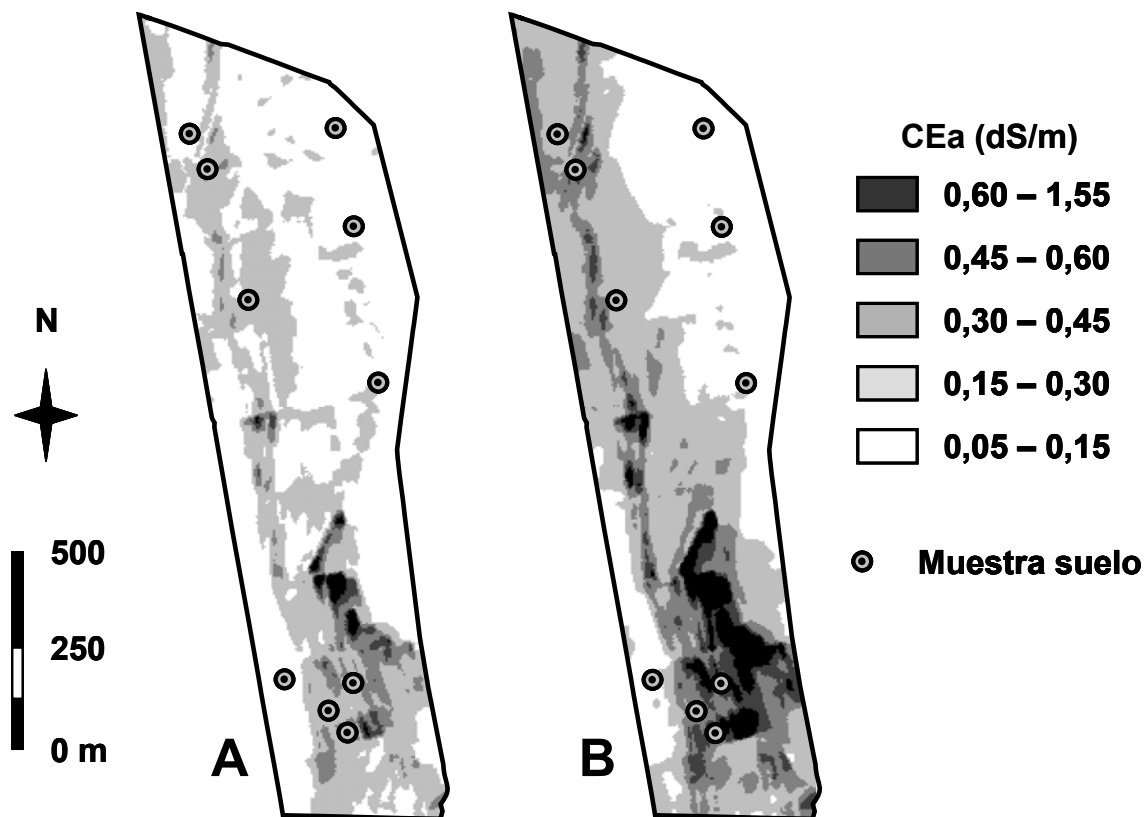 N
500
250
0 m
A
B
CEa (dS/m)
0,60 – 1,55
0,45 – 0,60
0,30 – 0,45
0,15 – 0,30
0,05 – 0,15
Muestra suelo